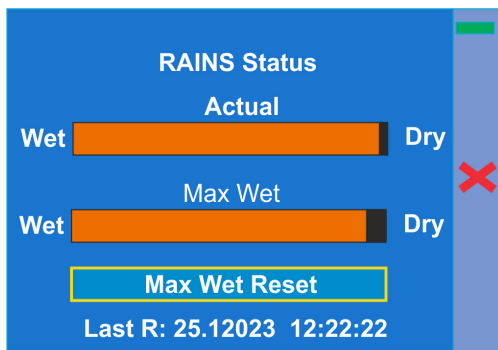 RAINS Status
Actual
Wet Dry
Max Wet
Wet Dry
Max Wet Reset
Last R: 25.12023 12:22:22